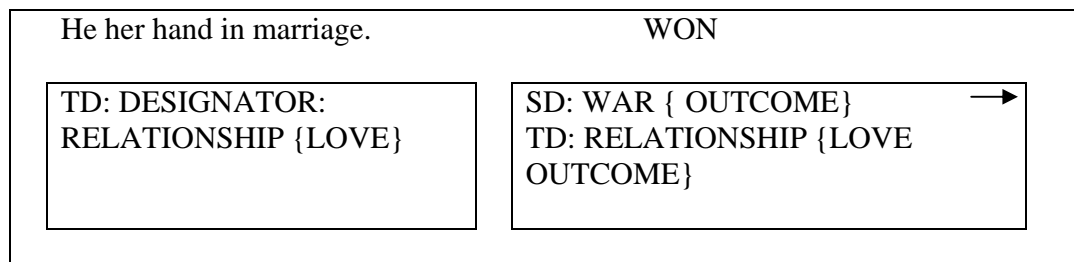 He her hand in marriage. WON
TD: DESIGNATOR:
RELATIONSHIP {LOVE}
SD: WAR { OUTCOME}
TD: RELATIONSHIP {LOVE
OUTCOME}